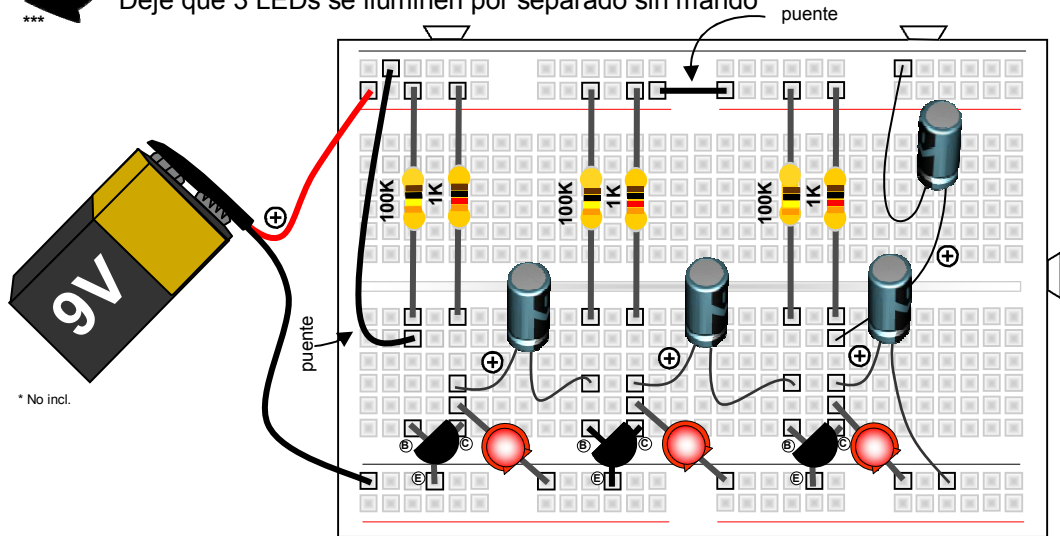 Deje que 3 LEDs se iluminen por separado sin mando
***
puente
100K
1K
100K
1K
100K
1K
+
9V
+
puente
+
+
+
* No incl.
B
C
B
C
B
C
E
E
E